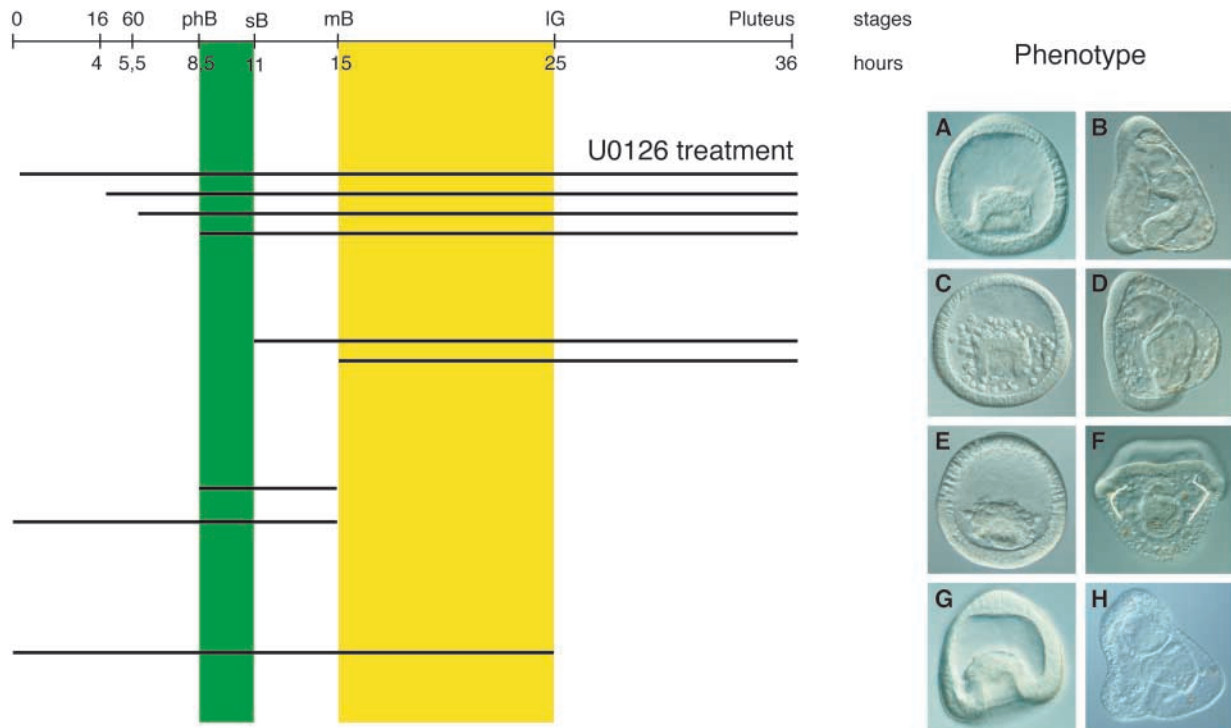 0 16 60 phB sB mB lG Pluteus stages
4 5,5 8,5 11 15 25 36 hours
Phenotype
U0126 treatment
A B
C D
E F
G H